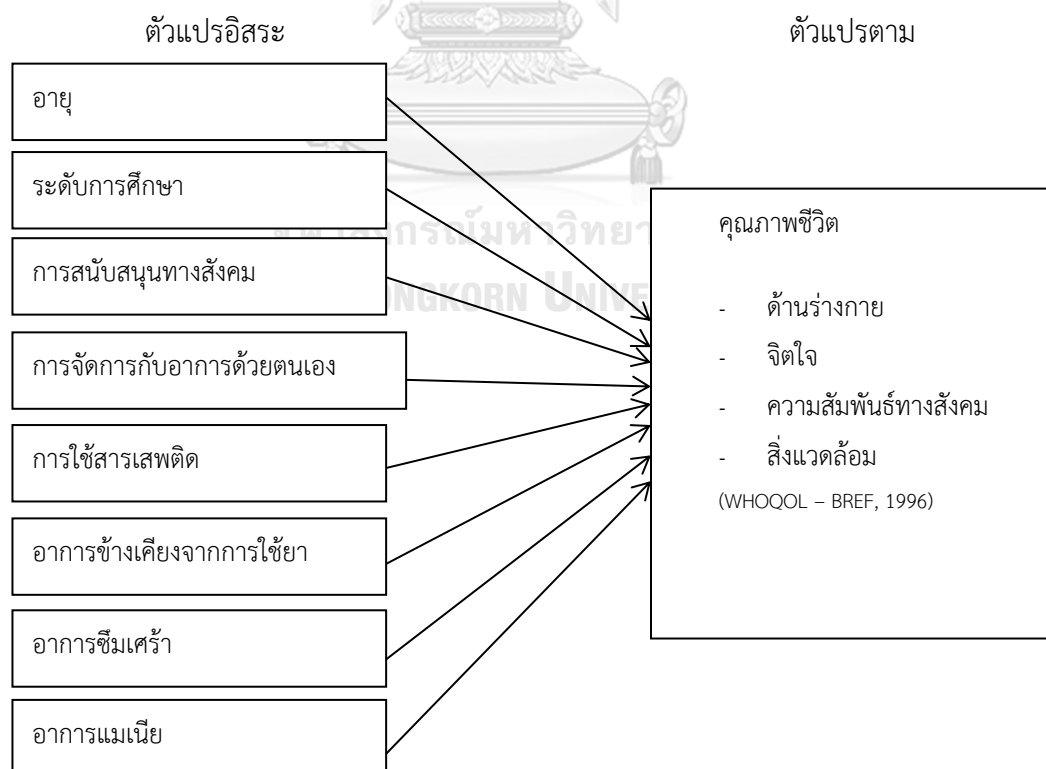 ตัวแปรอิสระ
ตัวแปรตาม
อายุ
ระดับการศึกษา
การสนับสนุนทางสังคม
การจัดการกับอาการด้วยตนเอง
การใช้สารเสพติด
อาการข้างเคียงจากการใช้ยา
อาการซึมเศร้า
อาการแมเนีย
คุณภาพชีวิต
- ด้านร่างกาย
- จิตใจ
- ความสัมพันธ์ทางสังคม
- สิ่งแวดล้อม
(WHOQOL – BREF, 1996)